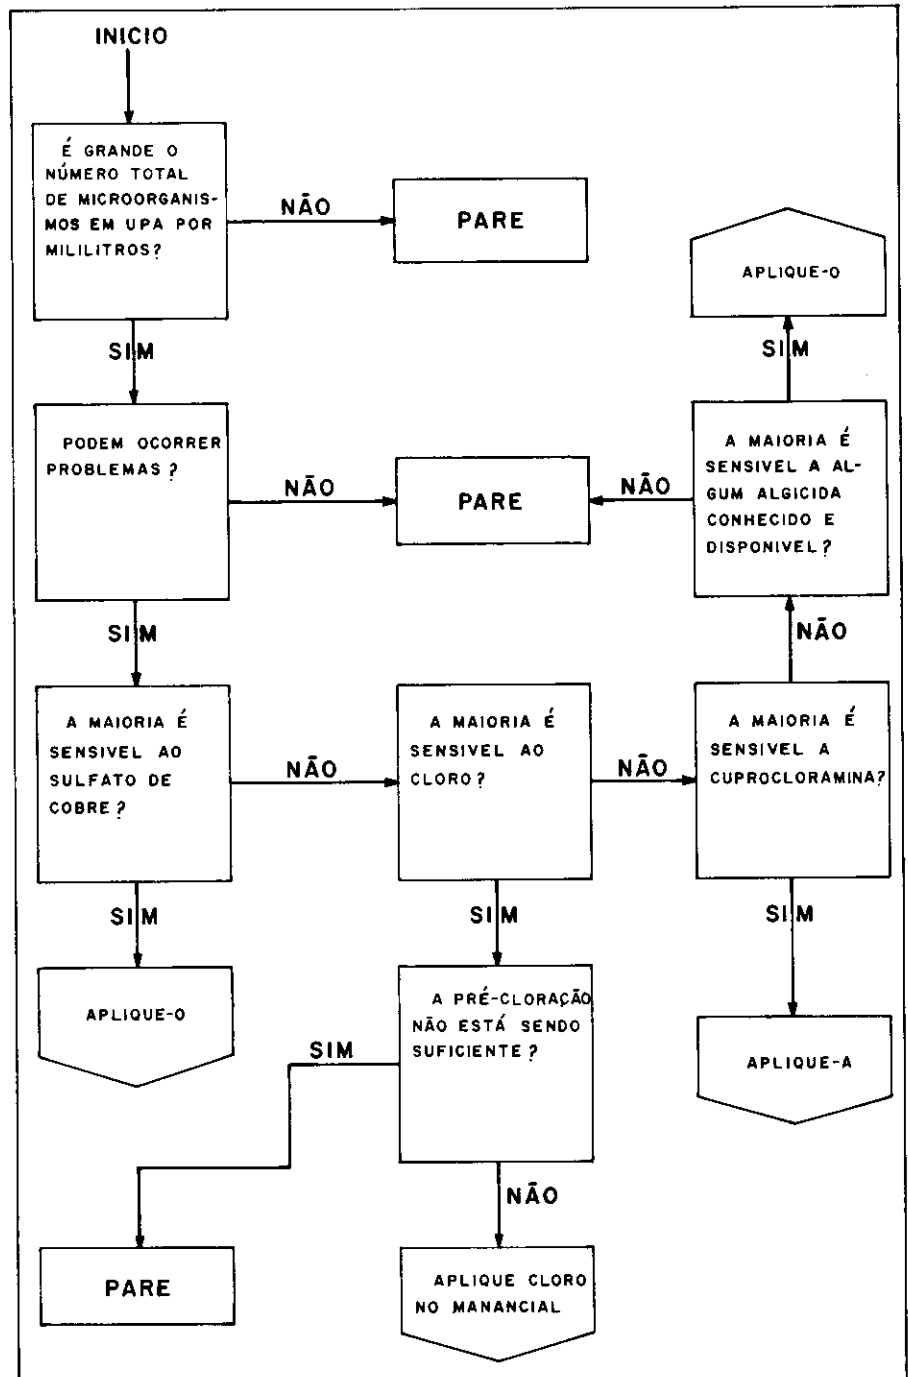 INICIO
É GRANDE O
NÚMERO TOTAL
DE MICROORGANIS-
MOS EM UPA POR
MILILITROS?
NÃO
PARE
SIM
APLIQUE-O
SIM
PODEM OCORRER
PROBLEMAS?
NÃO
PARE
NÃO
A MAIORIA É
SENSIVEL A AL-
GUM ALGICIDA
CONHECIDO E
DISPONIVEL?
SIM
NÃO
A MAIORIA É
SENSIVEL AO
SULFATO DE
COBRE?
NÃO
A MAIORIA É
SENSIVEL AO
CLORO?
NÃO
A MAIORIA É
SENSIVEL A
CUPROCLORAMINA?
SIM
SIM
SIM
APLIQUE-O
A PRÉ-CLORAÇÃO
NÃO ESTÁ SENDO
SUFICIENTE?
SIM
APLIQUE-A
NÃO
PARE
APLIQUE CLORO
NO MANANCIAL